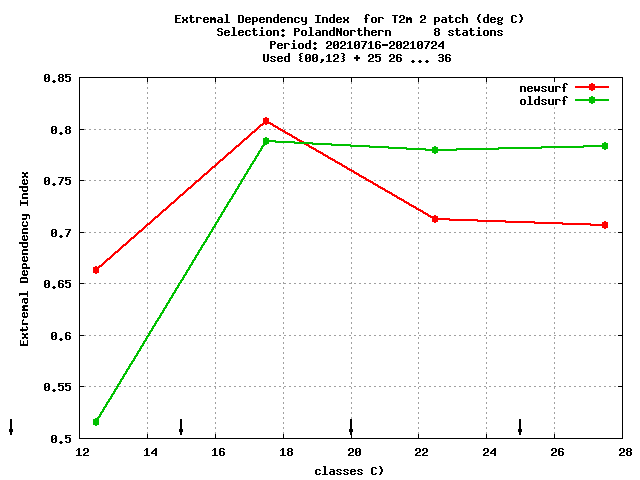 Extremal Dependency Index  for T2m 2 patch (deg C)
Selection: PolandNorthern      8 stations
Period: 20210716-20210724
Used {00,12} + 25 26 ... 36
newsurf
oldsurf
0.85
0.8
0.75
0.7
0.65
0.6
0.55
0.5
Extremal Dependency Index
12 14 16 18 20 22 24 26 28
classes C)